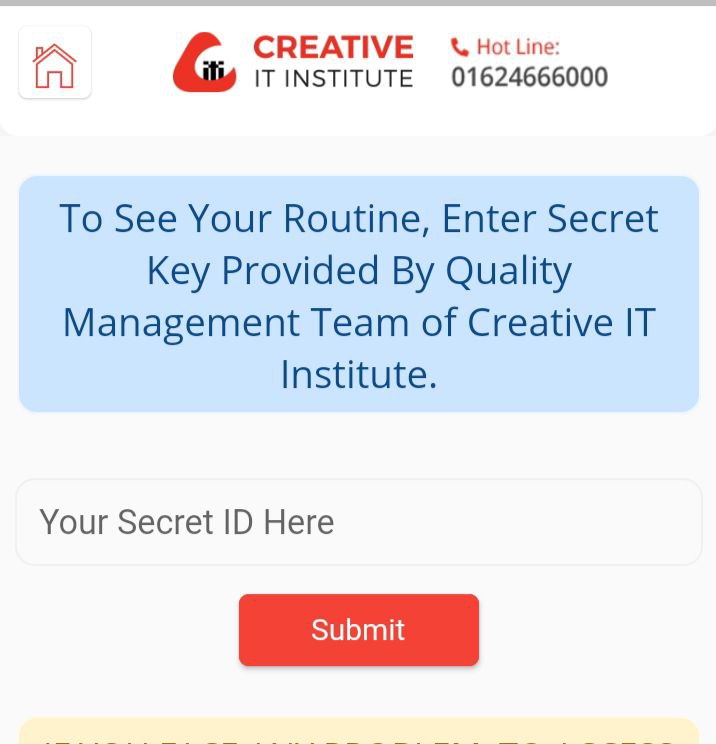 CREATIVE
IT INSTITUTE
iti
Hot Line:
01624666000
To See Your Routine, Enter Secret
Key Provided By Quality
Management Team of Creative IT
Institute.
Your Secret ID Here
Submit